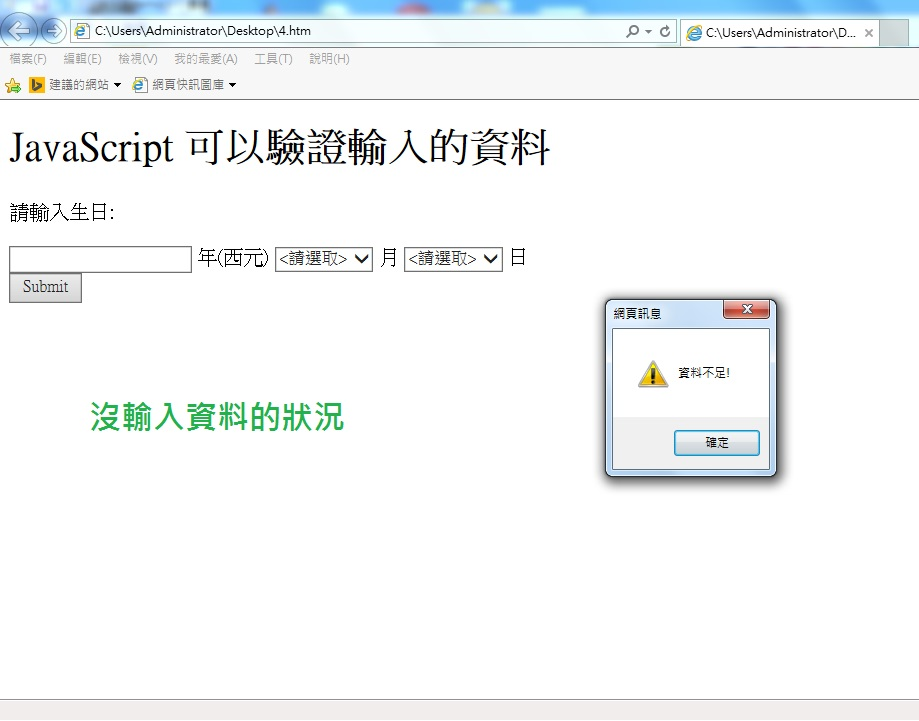 C:\Users\Administrator\Desktop\4.htm
C:\Users\Administrator\D...
檔案(F) 編輯(E) 檢視(V) 我的最愛(A) 工具(T) 說明(H)
建議的網站 網頁快訊圖庫
JavaScript 可以驗證輸入的資料
請輸入生日:
年(西元) <請選取> 月 <請選取> 日
Submit
網頁訊息
資料不足!
確定
沒輸入資料的狀況